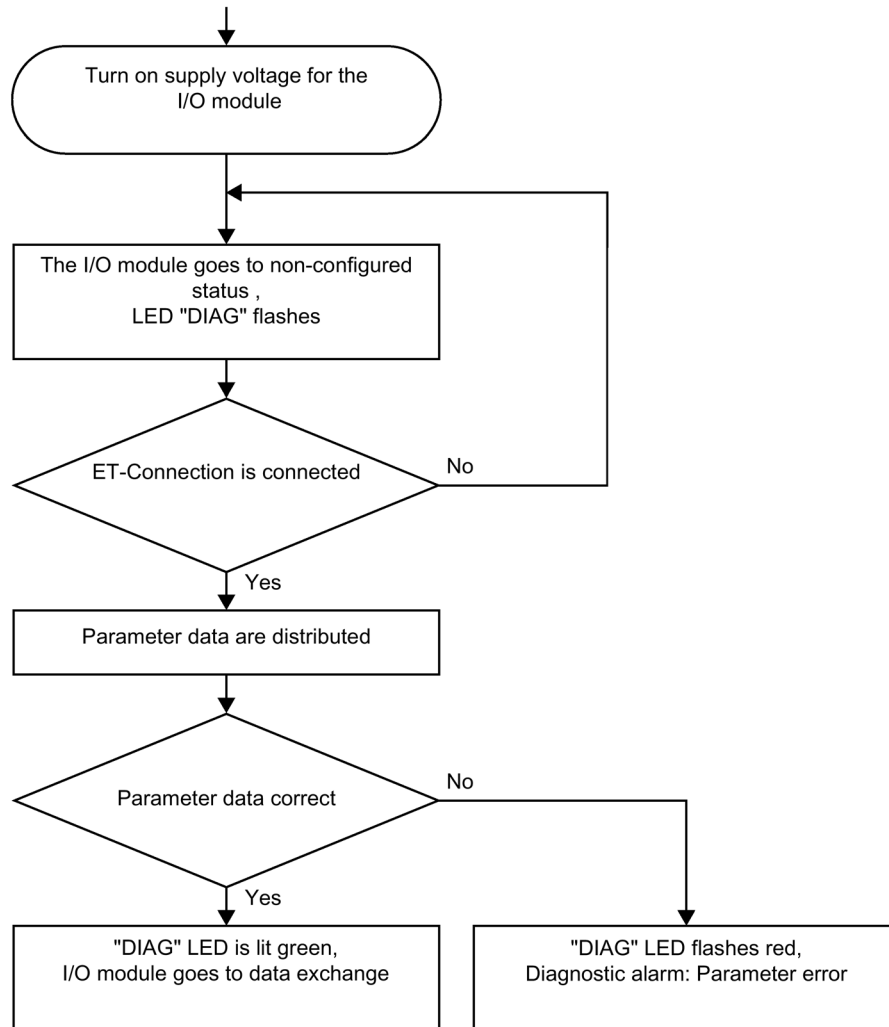 Turn on supply voltage for the
I/O module
The I/O module goes to non-configured
status ,
LED "DIAG" flashes
ET-Connection is connected
No
Yes
Parameter data are distributed
Parameter data correct
No
Yes
"DIAG" LED is lit green,
I/O module goes to data exchange
"DIAG" LED flashes red,
Diagnostic alarm: Parameter error